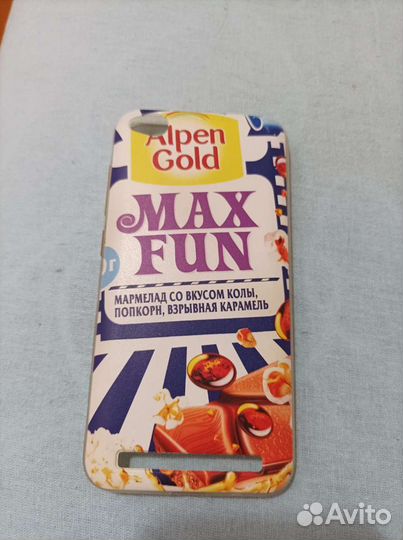 Alpen
Gold
MAX
FUN
г
МАРМЕЛАД СО ВКУСОМ КОЛЫ,
ПОПКОРН, ВЗРЫВНАЯ КАРАМЕЛЬ
Avito